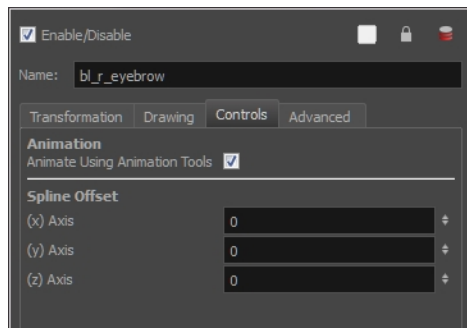 Enable/Disable
Name: bl_r_eyebrow
Transformation Drawing Controls Advanced
Animation
Animate Using Animation Tools
Spline Offset
(x) Axis 0
(y) Axis 0
(z) Axis 0